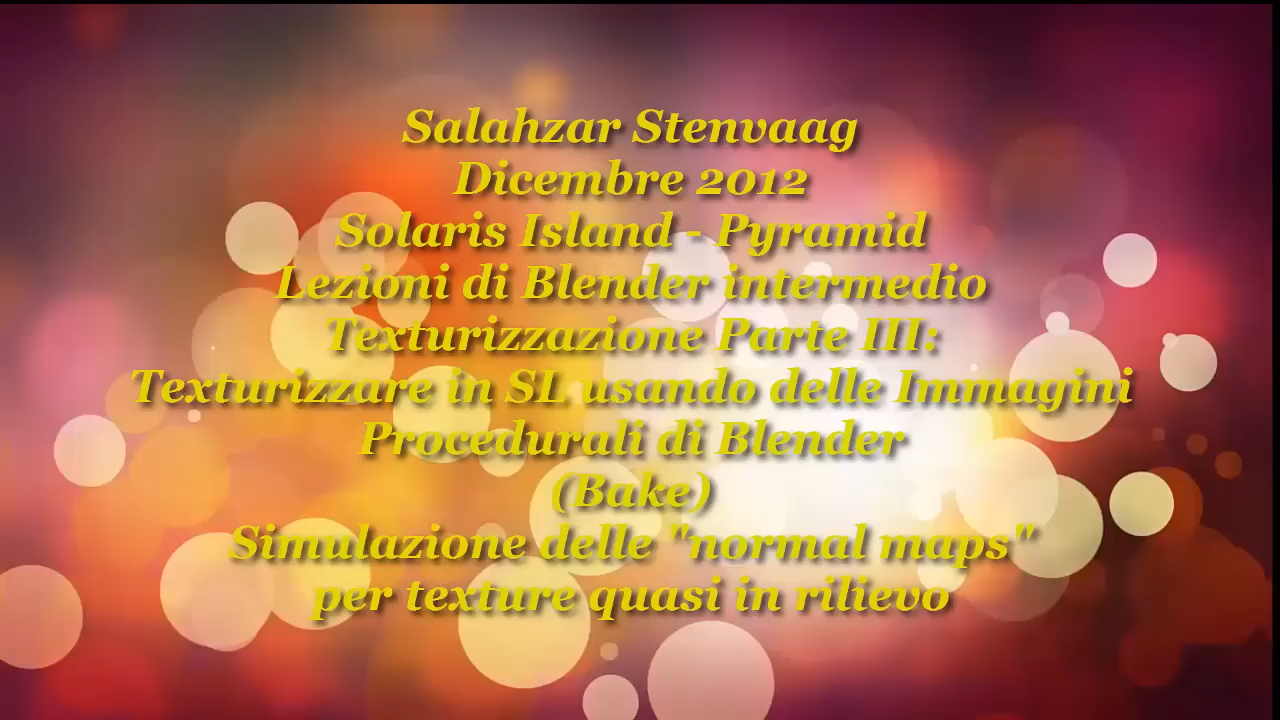 Salahzar Stenvaag
Dicembre 2012
Solaris Island - Pyramid
Lezioni di Blender intermedio
Texturizzazione Parte III:
Texturizzare in SL usando delle Immagini
Procedurali di Blender
(Bake)
Simulazione delle "normal maps"
per texture quasi in rilievo